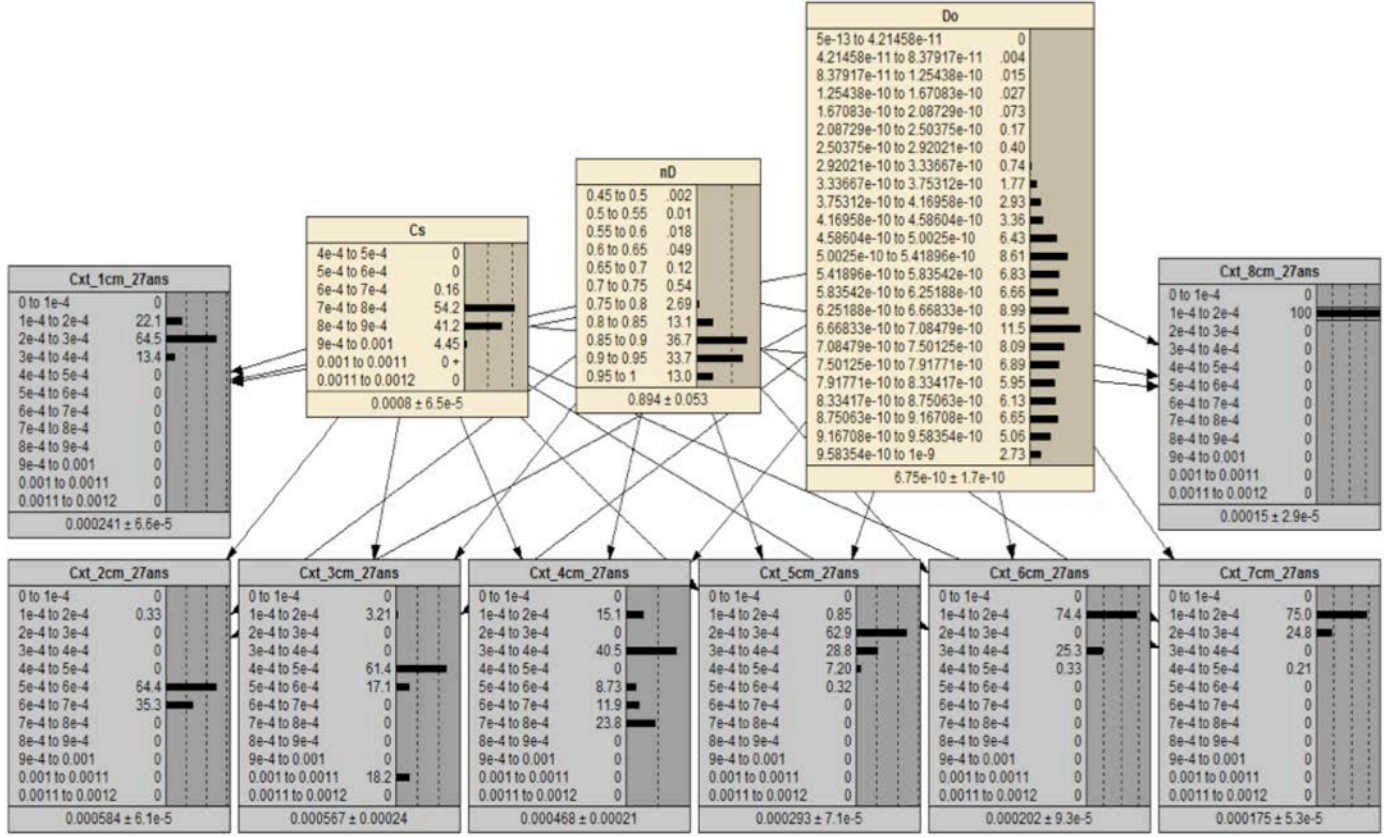 Do
5e-13 to 4.21458e-11 0
4.21458e-11 to 8.37917e-11 .004
8.37917e-11 to 1.25438e-10 .015
1.25438e-10 to 1.67083e-10 .027
1.67083e-10 to 2.08729e-10 .073
2.08729e-10 to 2.50375e-10 0.17
2.50375e-10 to 2.92021e-10 0.40
2.92021e-10 to 3.33667e-10 0.74
3.33667e-10 to 3.75312e-10 1.77
3.75312e-10 to 4.16958e-10 2.93
4.16958e-10 to 4.58604e-10 3.36
4.58604e-10 to 5.0025e-10 6.43
5.0025e-10 to 5.41896e-10 8.61
5.41896e-10 to 5.83542e-10 6.83
5.83542e-10 to 6.25188e-10 6.66
6.25188e-10 to 6.66833e-10 8.99
6.66833e-10 to 7.08479e-10 11.5
7.08479e-10 to 7.50125e-10 8.09
7.50125e-10 to 7.91771e-10 6.89
7.91771e-10 to 8.33417e-10 5.95
8.33417e-10 to 8.75063e-10 6.13
8.75063e-10 to 9.16708e-10 6.65
9.16708e-10 to 9.58354e-10 5.06
9.58354e-10 to 1e-9 2.73
6.75e-10 ± 1.7e-10
nD
0.45 to 0.5 .002
0.5 to 0.55 0.01
0.55 to 0.6 .018
0.6 to 0.65 .049
0.65 to 0.7 0.12
0.7 to 0.75 0.54
0.75 to 0.8 2.69
0.8 to 0.85 13.1
0.85 to 0.9 36.7
0.9 to 0.95 33.7
0.95 to 1 13.0
0.894 ± 0.053
Cs
4e-4 to 5e-4 0
5e-4 to 6e-4 0
6e-4 to 7e-4 0.16
7e-4 to 8e-4 54.2
8e-4 to 9e-4 41.2
9e-4 to 0.001 4.45
0.001 to 0.0011 0 +
0.0011 to 0.0012 0
0.0008 ± 6.5e-5
Cxt_1cm_27ans
0 to 1e-4 0
1e-4 to 2e-4 22.1
2e-4 to 3e-4 64.5
3e-4 to 4e-4 13.4
4e-4 to 5e-4 0
5e-4 to 6e-4 0
6e-4 to 7e-4 0
7e-4 to 8e-4 0
8e-4 to 9e-4 0
9e-4 to 0.001 0
0.001 to 0.0011 0
0.0011 to 0.0012 0
0.000241 ± 6.6e-5
Cxt_8cm_27ans
0 to 1e-4 0
1e-4 to 2e-4 100
2e-4 to 3e-4 0
3e-4 to 4e-4 0
4e-4 to 5e-4 0
5e-4 to 6e-4 0
6e-4 to 7e-4 0
7e-4 to 8e-4 0
8e-4 to 9e-4 0
9e-4 to 0.001 0
0.001 to 0.0011 0
0.0011 to 0.0012 0
0.00015 ± 2.9e-5
Cxt_2cm_27ans
0 to 1e-4 0
1e-4 to 2e-4 0.33
2e-4 to 3e-4 0
3e-4 to 4e-4 0
4e-4 to 5e-4 0
5e-4 to 6e-4 64.4
6e-4 to 7e-4 35.3
7e-4 to 8e-4 0
8e-4 to 9e-4 0
9e-4 to 0.001 0
0.001 to 0.0011 0
0.0011 to 0.0012 0
0.000584 ± 6.1e-5
Cxt_3cm_27ans
0 to 1e-4 0
1e-4 to 2e-4 3.21
2e-4 to 3e-4 0
3e-4 to 4e-4 0
4e-4 to 5e-4 61.4
5e-4 to 6e-4 17.1
6e-4 to 7e-4 0
7e-4 to 8e-4 0
8e-4 to 9e-4 0
9e-4 to 0.001 0
0.001 to 0.0011 18.2
0.0011 to 0.0012 0
0.000567 ± 0.00024
Cxt_4cm_27ans
0 to 1e-4 0
1e-4 to 2e-4 15.1
2e-4 to 3e-4 0
3e-4 to 4e-4 40.5
4e-4 to 5e-4 0
5e-4 to 6e-4 8.73
6e-4 to 7e-4 11.9
7e-4 to 8e-4 23.8
8e-4 to 9e-4 0
9e-4 to 0.001 0
0.001 to 0.0011 0
0.0011 to 0.0012 0
0.000468 ± 0.00021
Cxt_5cm_27ans
0 to 1e-4 0
1e-4 to 2e-4 0.85
2e-4 to 3e-4 62.9
3e-4 to 4e-4 28.8
4e-4 to 5e-4 7.20
5e-4 to 6e-4 0.32
6e-4 to 7e-4 0
7e-4 to 8e-4 0
8e-4 to 9e-4 0
9e-4 to 0.001 0
0.001 to 0.0011 0
0.0011 to 0.0012 0
0.000293 ± 7.1e-5
Cxt_6cm_27ans
0 to 1e-4 0
1e-4 to 2e-4 74.4
2e-4 to 3e-4 0
3e-4 to 4e-4 25.3
4e-4 to 5e-4 0.33
5e-4 to 6e-4 0
6e-4 to 7e-4 0
7e-4 to 8e-4 0
8e-4 to 9e-4 0
9e-4 to 0.001 0
0.001 to 0.0011 0
0.0011 to 0.0012 0
0.000202 ± 9.3e-5
Cxt_7cm_27ans
0 to 1e-4 0
1e-4 to 2e-4 75.0
2e-4 to 3e-4 24.8
3e-4 to 4e-4 0
4e-4 to 5e-4 0.21
5e-4 to 6e-4 0
6e-4 to 7e-4 0
7e-4 to 8e-4 0
8e-4 to 9e-4 0
9e-4 to 0.001 0
0.001 to 0.0011 0
0.0011 to 0.0012 0
0.000175 ± 5.3e-5